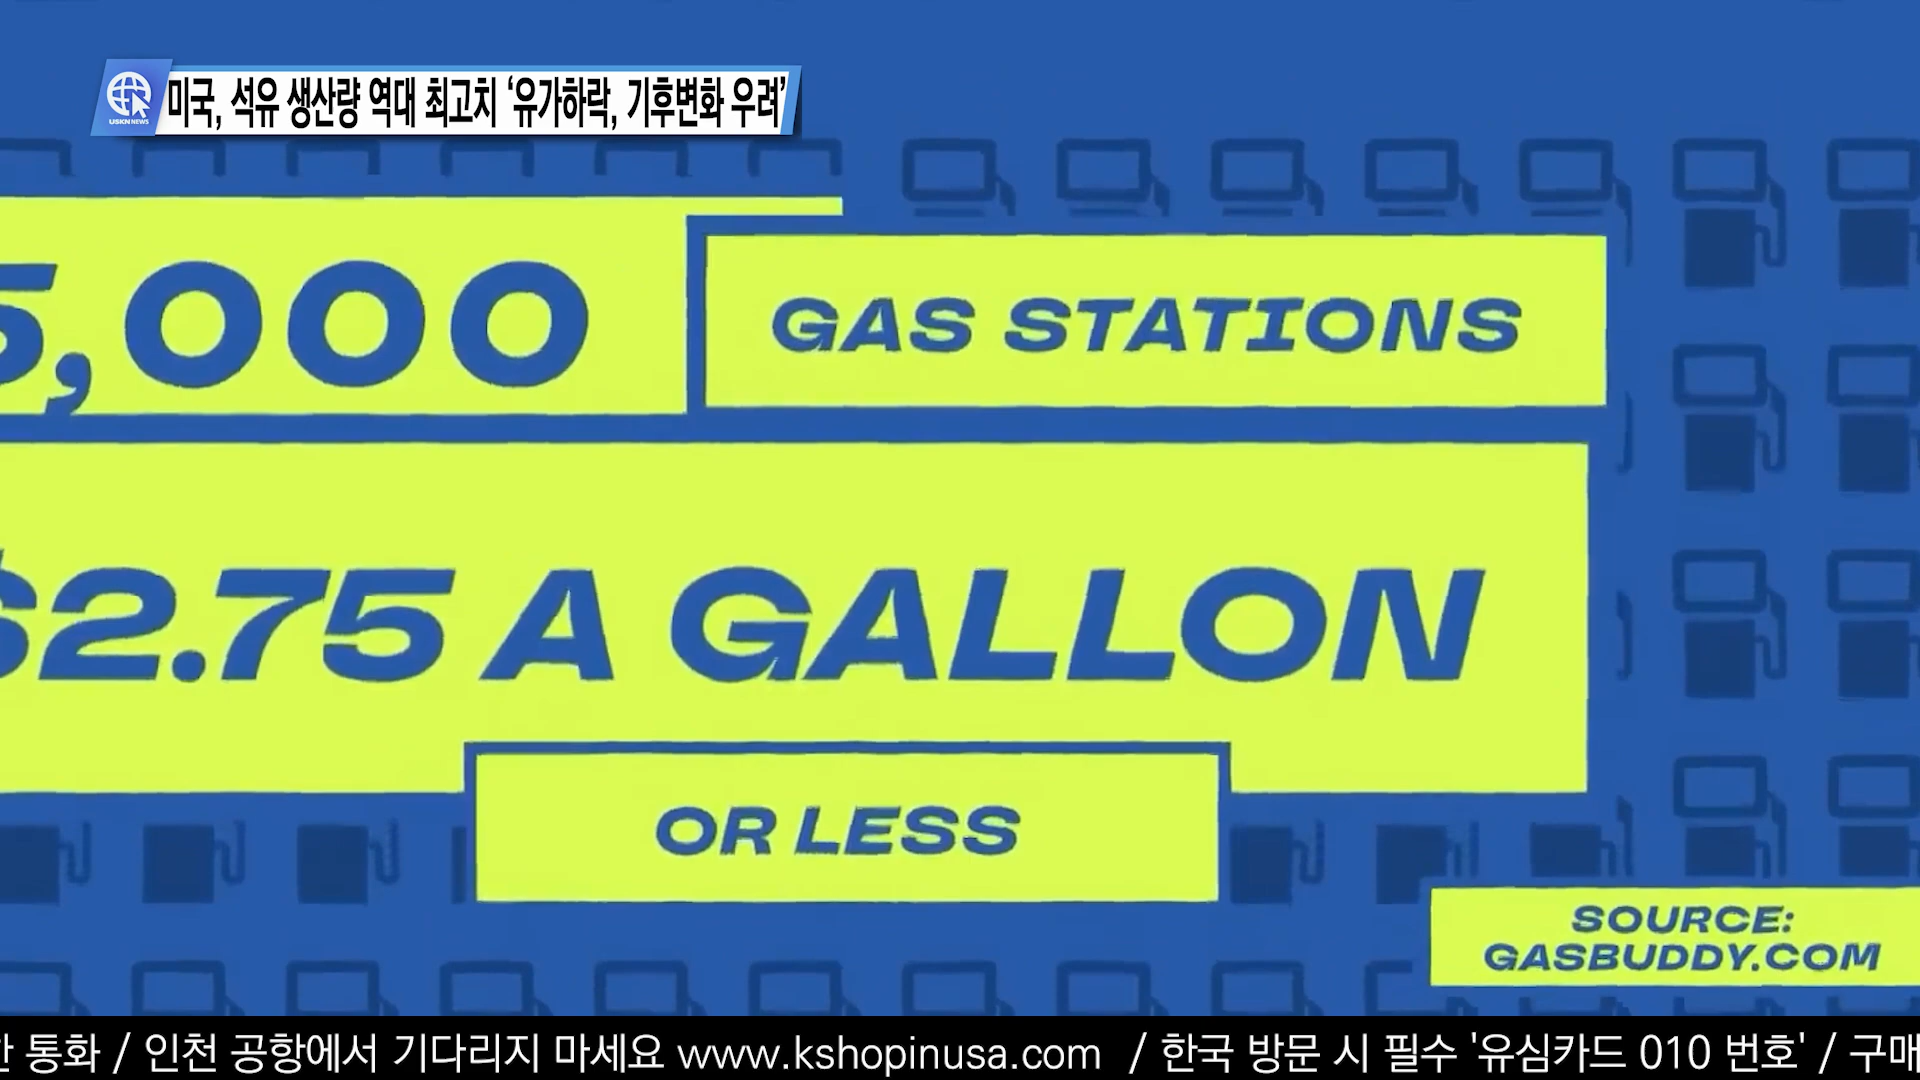 미국, 석유 생산량 역대 최고치 ‘유가하락, 기후변화 우려’
USKN NEWS
5,000
GAS STATIONS
$2.75 A GALLON
OR LESS
SOURCE:
GASBUDDY.COM
통화 / 인천 공항에서 기다리지 마세요 www.kshopinusa.com / 한국 방문 시 필수 '유심카드 010 번호' / 구매